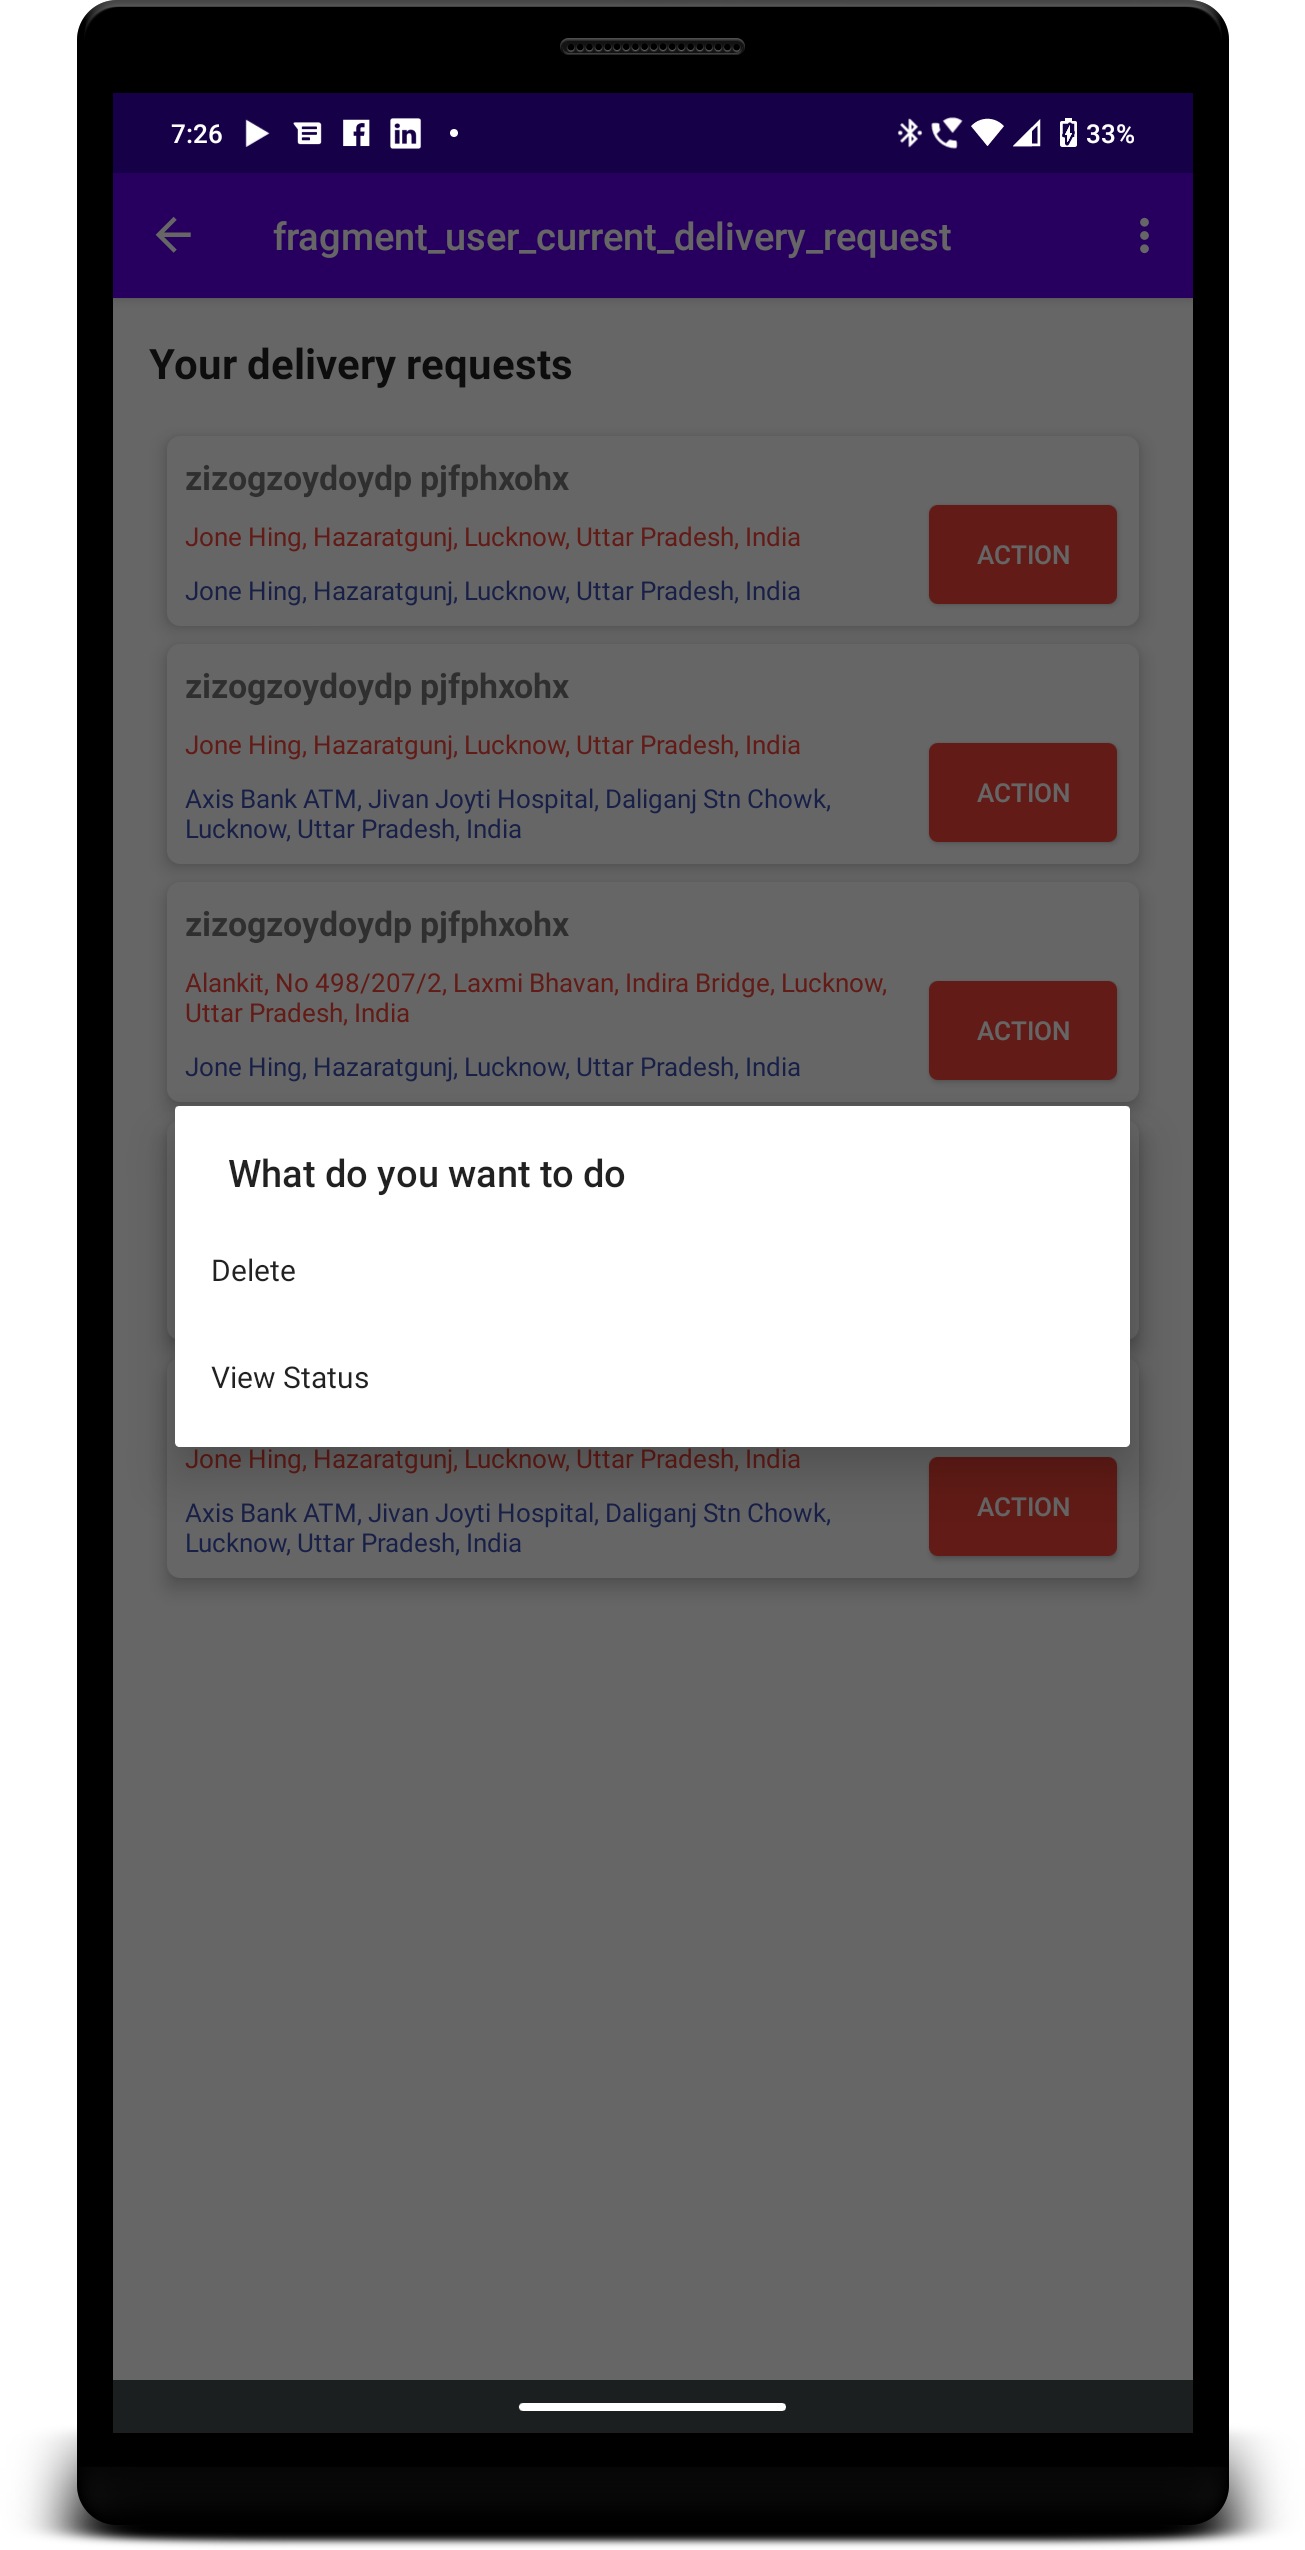 7:26
33%
fragment_user_current_delivery_request
Your delivery requests
zizogzoydoydp pjfphxohx
Jone Hing, Hazaratgunj, Lucknow, Uttar Pradesh, India
ACTION
Jone Hing, Hazaratgunj, Lucknow, Uttar Pradesh, India
zizogzoydoydp pjfphxohx
Jone Hing, Hazaratgunj, Lucknow, Uttar Pradesh, India
ACTION
Axis Bank ATM, Jivan Joyti Hospital, Daliganj Stn Chowk,
Lucknow, Uttar Pradesh, India
zizogzoydoydp pjfphxohx
Alankit, No 498/207/2, Laxmi Bhavan, Indira Bridge, Lucknow,
Uttar Pradesh, India
ACTION
Jone Hing, Hazaratgunj, Lucknow, Uttar Pradesh, India
What do you want to do
Delete
View Status
Jone Hing, Hazaratgunj, Lucknow, Uttar Pradesh, India
ACTION
Axis Bank ATM, Jivan Joyti Hospital, Daliganj Stn Chowk,
Lucknow, Uttar Pradesh, India